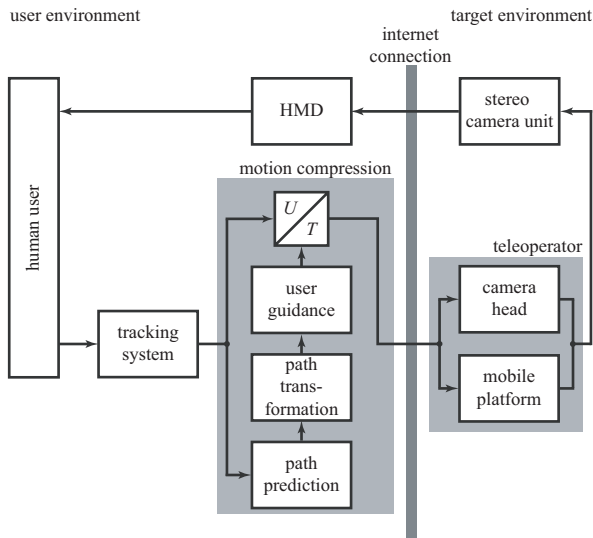 user environment
target environment
internet
connection
human user
HMD
stereo
camera unit
motion compression
U
T
teleoperator
user
guidance
camera
head
tracking
system
path
trans-
formation
mobile
platform
path
prediction